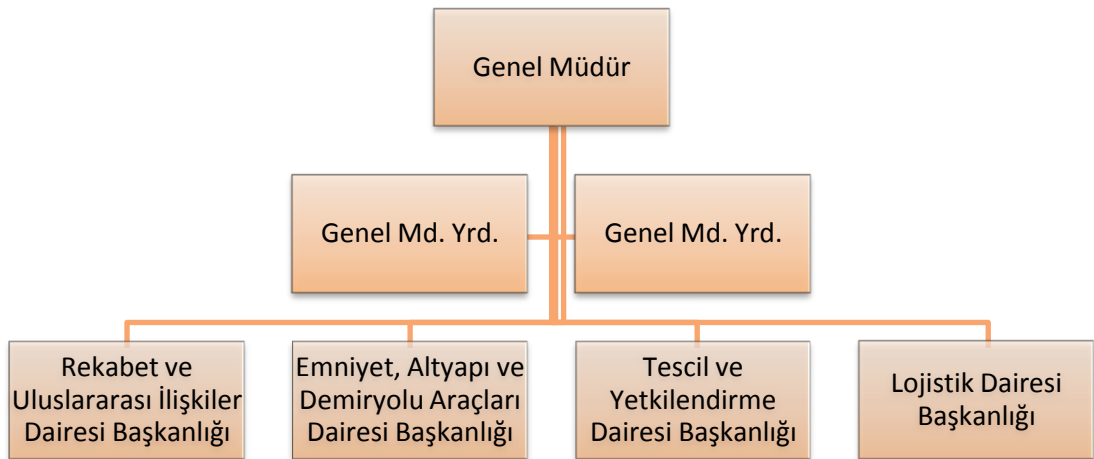 Genel Müdür
Genel Md. Yrd.
Genel Md. Yrd.
Rekabet ve
Uluslararası İlişkiler
Dairesi Başkanlığı
Emniyet, Altyapı ve
Demiryolu Araçları
Dairesi Başkanlığı
Tescil ve
Yetkilendirme
Dairesi Başkanlığı
Lojistik Dairesi
Başkanlığı